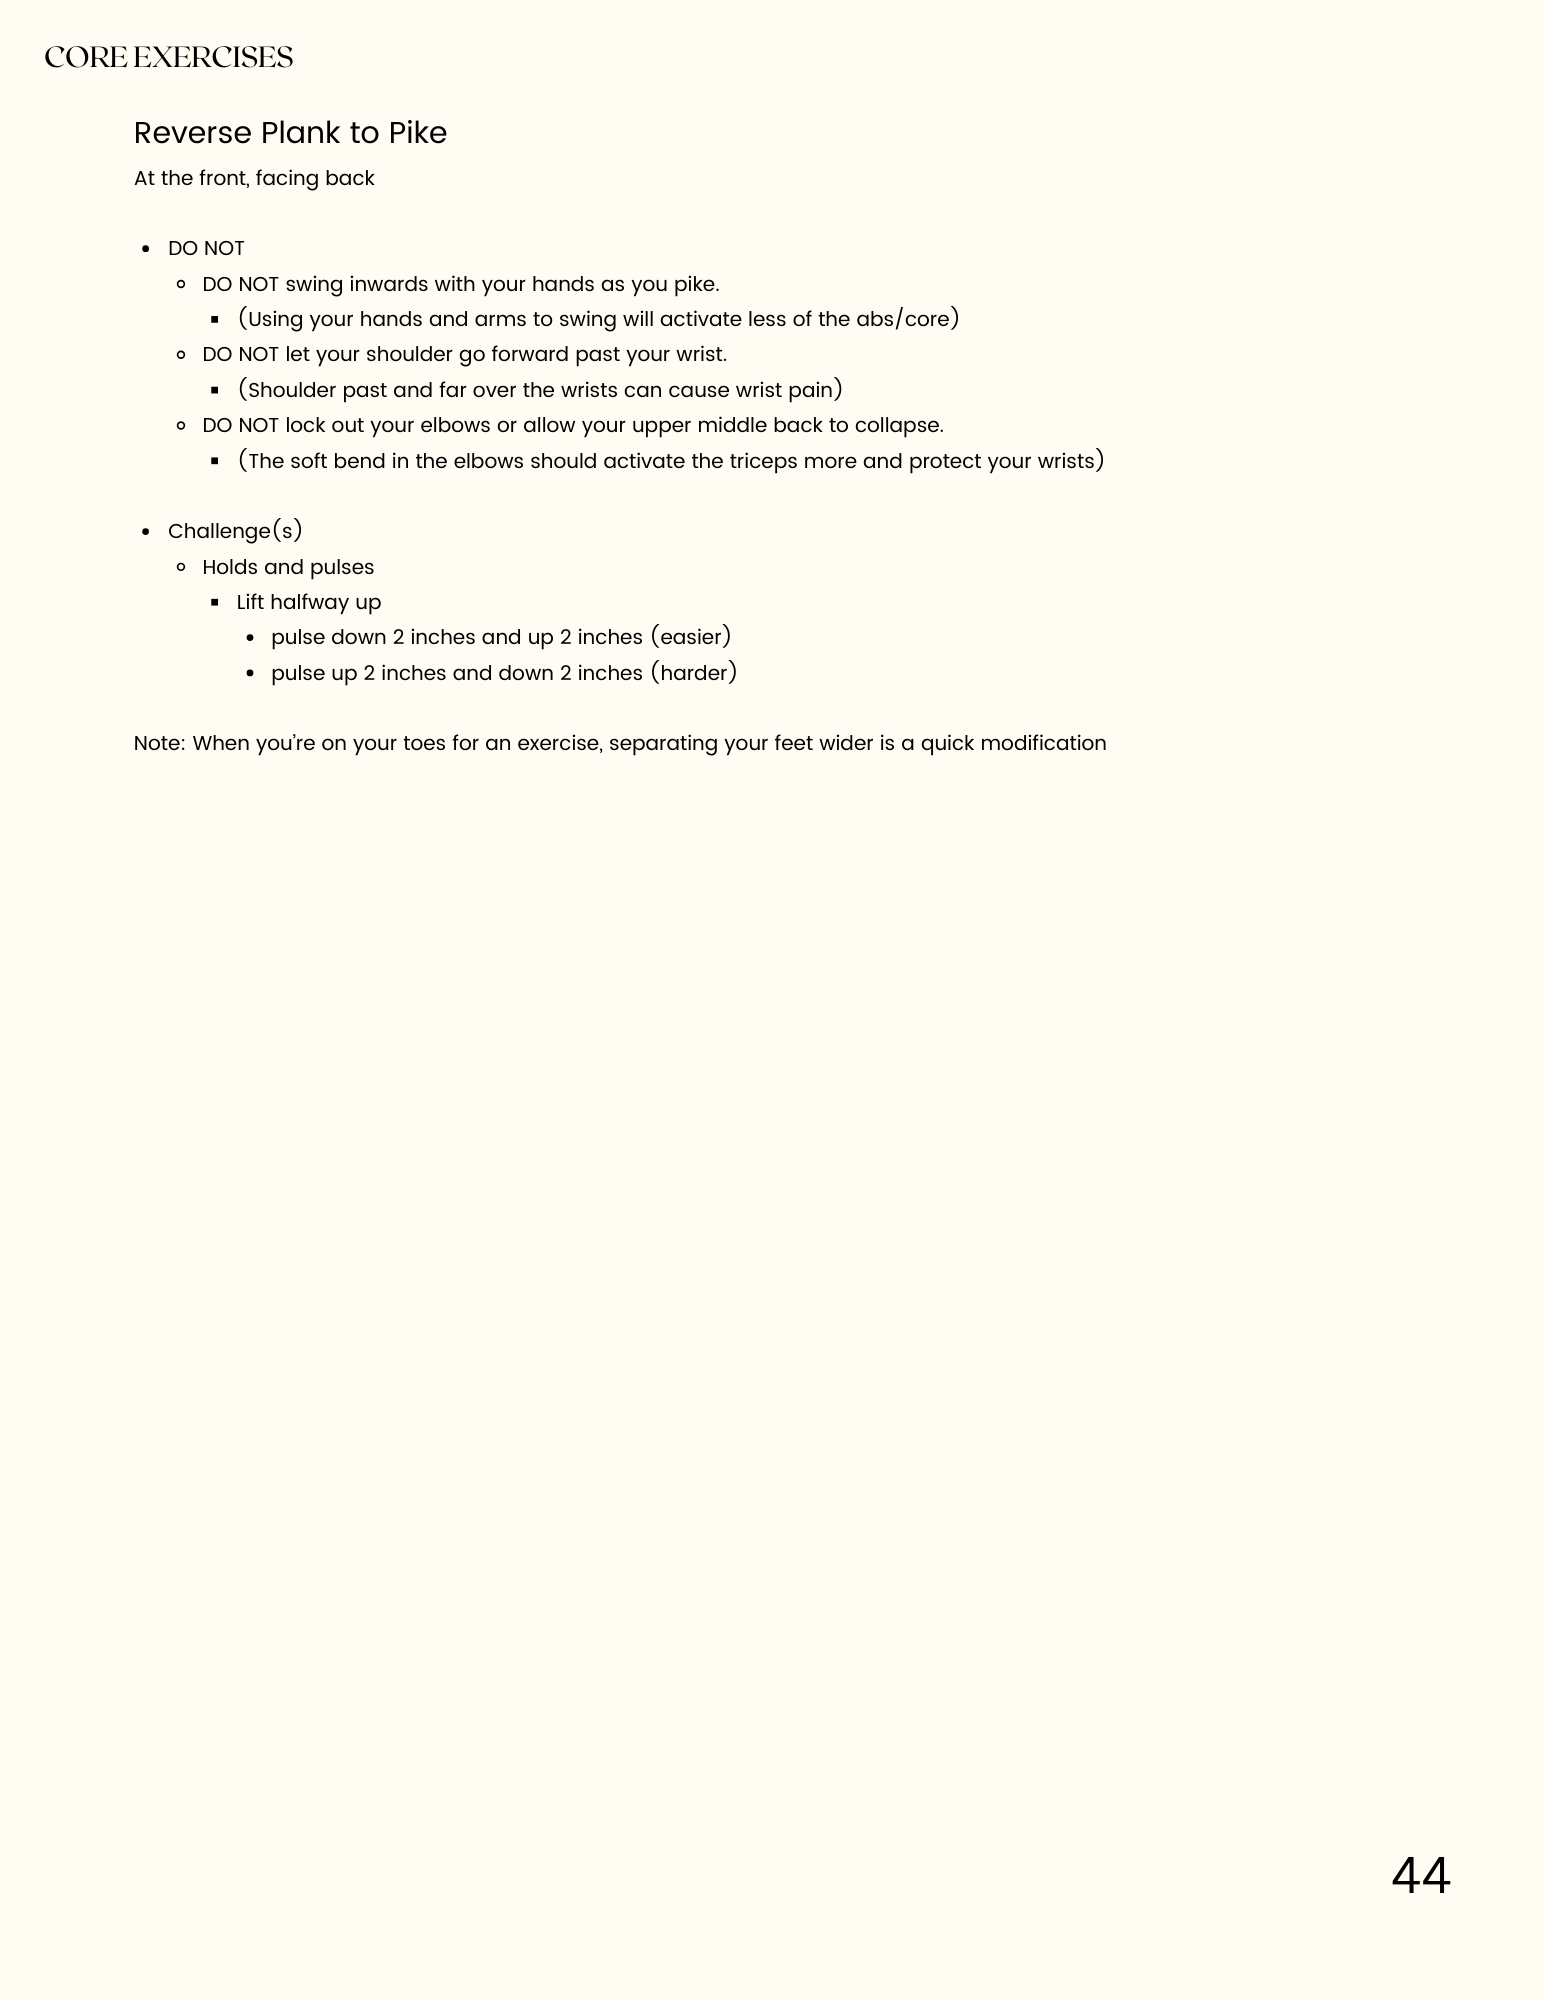 CORE EXERCISES
Reverse Plank to Pike
At the front, facing back
• DO NOT
○ DO NOT swing inwards with your hands as you pike.
▪ (Using your hands and arms to swing will activate less of the abs/core)
○ DO NOT let your shoulder go forward past your wrist.
▪ (Shoulder past and far over the wrists can cause wrist pain)
○ DO NOT lock out your elbows or allow your upper middle back to collapse.
▪ (The soft bend in the elbows should activate the triceps more and protect your wrists)
• Challenge(s)
○ Holds and pulses
▪ Lift halfway up
• pulse down 2 inches and up 2 inches (easier)
• pulse up 2 inches and down 2 inches (harder)
Note: When you’re on your toes for an exercise, separating your feet wider is a quick modification
44